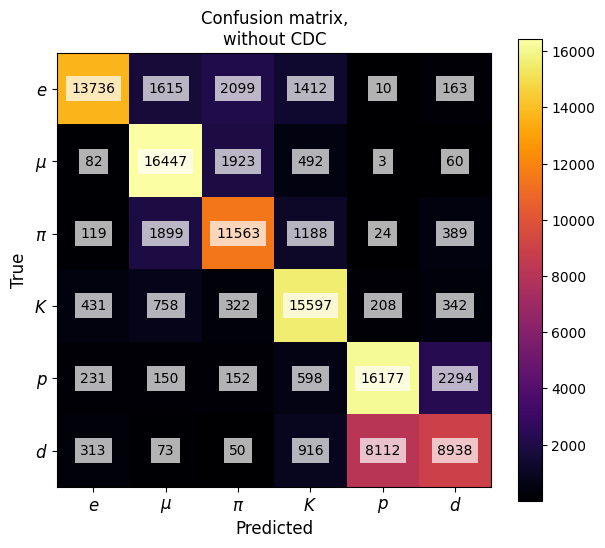 Confusion matrix,
without CDC
e 13736 1615 2099 1412 10 163
μ 82 16447 1923 492 3 60
π 119 1899 11563 1188 24 389
K 431 758 322 15597 208 342
p 231 150 152 598 16177 2294
d 313 73 50 916 8112 8938
e μ π K p d
Predicted
True
16000
14000
12000
10000
8000
6000
4000
2000